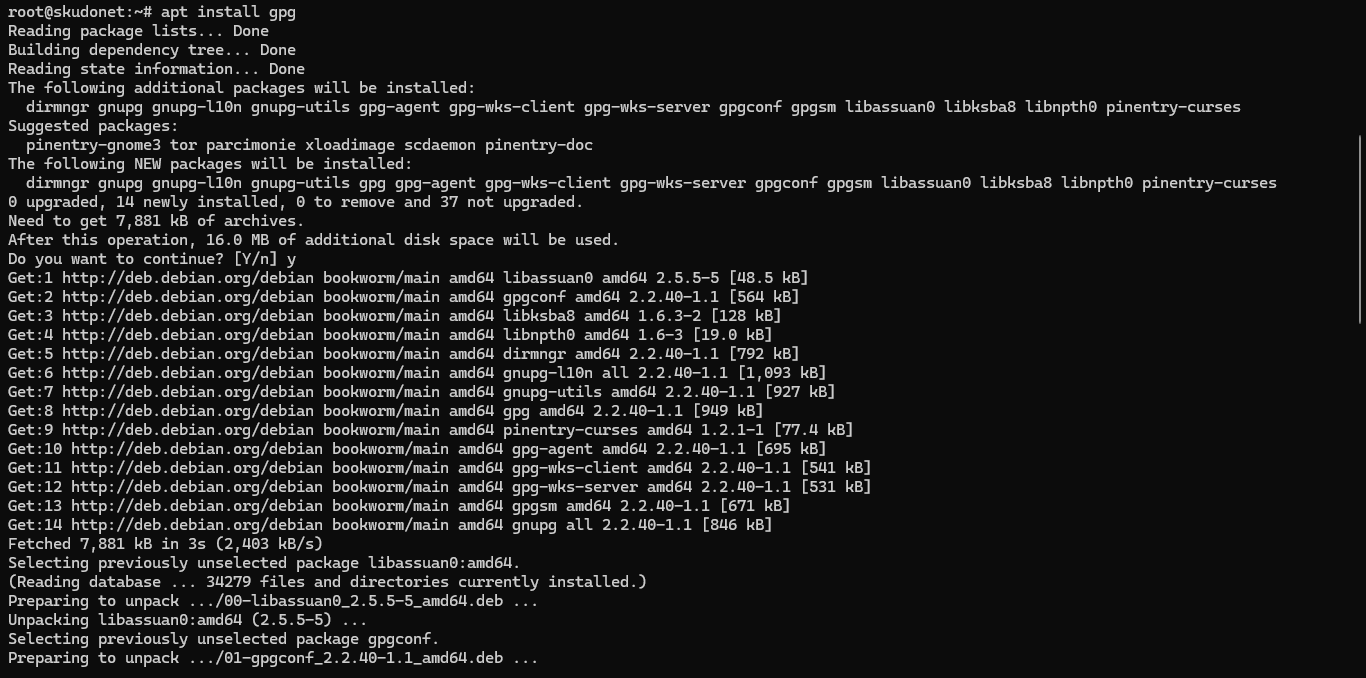 root@skudonet:~# apt install gpg
Reading package lists... Done
Building dependency tree... Done
Reading state information... Done
The following additional packages will be installed:
  dirmngr gnupg gnupg-l10n gnupg-utils gpg-agent gpg-wks-client gpg-wks-server gpgconf gpgsm libassuan0 libksba8 libnpth0 pinentry-curses
Suggested packages:
  pinentry-gnome3 tor parcimonie xloadimage scdaemon pinentry-doc
The following NEW packages will be installed:
  dirmngr gnupg gnupg-l10n gnupg-utils gpg gpg-agent gpg-wks-client gpg-wks-server gpgconf gpgsm libassuan0 libksba8 libnpth0 pinentry-curses
0 upgraded, 14 newly installed, 0 to remove and 37 not upgraded.
Need to get 7,881 kB of archives.
After this operation, 16.0 MB of additional disk space will be used.
Do you want to continue? [Y/n] y
Get:1 http://deb.debian.org/debian bookworm/main amd64 libassuan0 amd64 2.5.5-5 [48.5 kB]
Get:2 http://deb.debian.org/debian bookworm/main amd64 gpgconf amd64 2.2.40-1.1 [564 kB]
Get:3 http://deb.debian.org/debian bookworm/main amd64 libksba8 amd64 1.6.3-2 [128 kB]
Get:4 http://deb.debian.org/debian bookworm/main amd64 libnpth0 amd64 1.6-3 [19.0 kB]
Get:5 http://deb.debian.org/debian bookworm/main amd64 dirmngr amd64 2.2.40-1.1 [792 kB]
Get:6 http://deb.debian.org/debian bookworm/main amd64 gnupg-l10n all 2.2.40-1.1 [1,093 kB]
Get:7 http://deb.debian.org/debian bookworm/main amd64 gnupg-utils amd64 2.2.40-1.1 [927 kB]
Get:8 http://deb.debian.org/debian bookworm/main amd64 gpg amd64 2.2.40-1.1 [949 kB]
Get:9 http://deb.debian.org/debian bookworm/main amd64 pinentry-curses amd64 1.2.1-1 [77.4 kB]
Get:10 http://deb.debian.org/debian bookworm/main amd64 gpg-agent amd64 2.2.40-1.1 [695 kB]
Get:11 http://deb.debian.org/debian bookworm/main amd64 gpg-wks-client amd64 2.2.40-1.1 [541 kB]
Get:12 http://deb.debian.org/debian bookworm/main amd64 gpg-wks-server amd64 2.2.40-1.1 [531 kB]
Get:13 http://deb.debian.org/debian bookworm/main amd64 gpgsm amd64 2.2.40-1.1 [671 kB]
Get:14 http://deb.debian.org/debian bookworm/main amd64 gnupg all 2.2.40-1.1 [846 kB]
Fetched 7,881 kB in 3s (2,403 kB/s)
Selecting previously unselected package libassuan0:amd64.
(Reading database ... 34279 files and directories currently installed.)
Preparing to unpack .../00-libassuan0_2.5.5-5_amd64.deb ...
Unpacking libassuan0:amd64 (2.5.5-5) ...
Selecting previously unselected package gpgconf.
Preparing to unpack .../01-gpgconf_2.2.40-1.1_amd64.deb ...